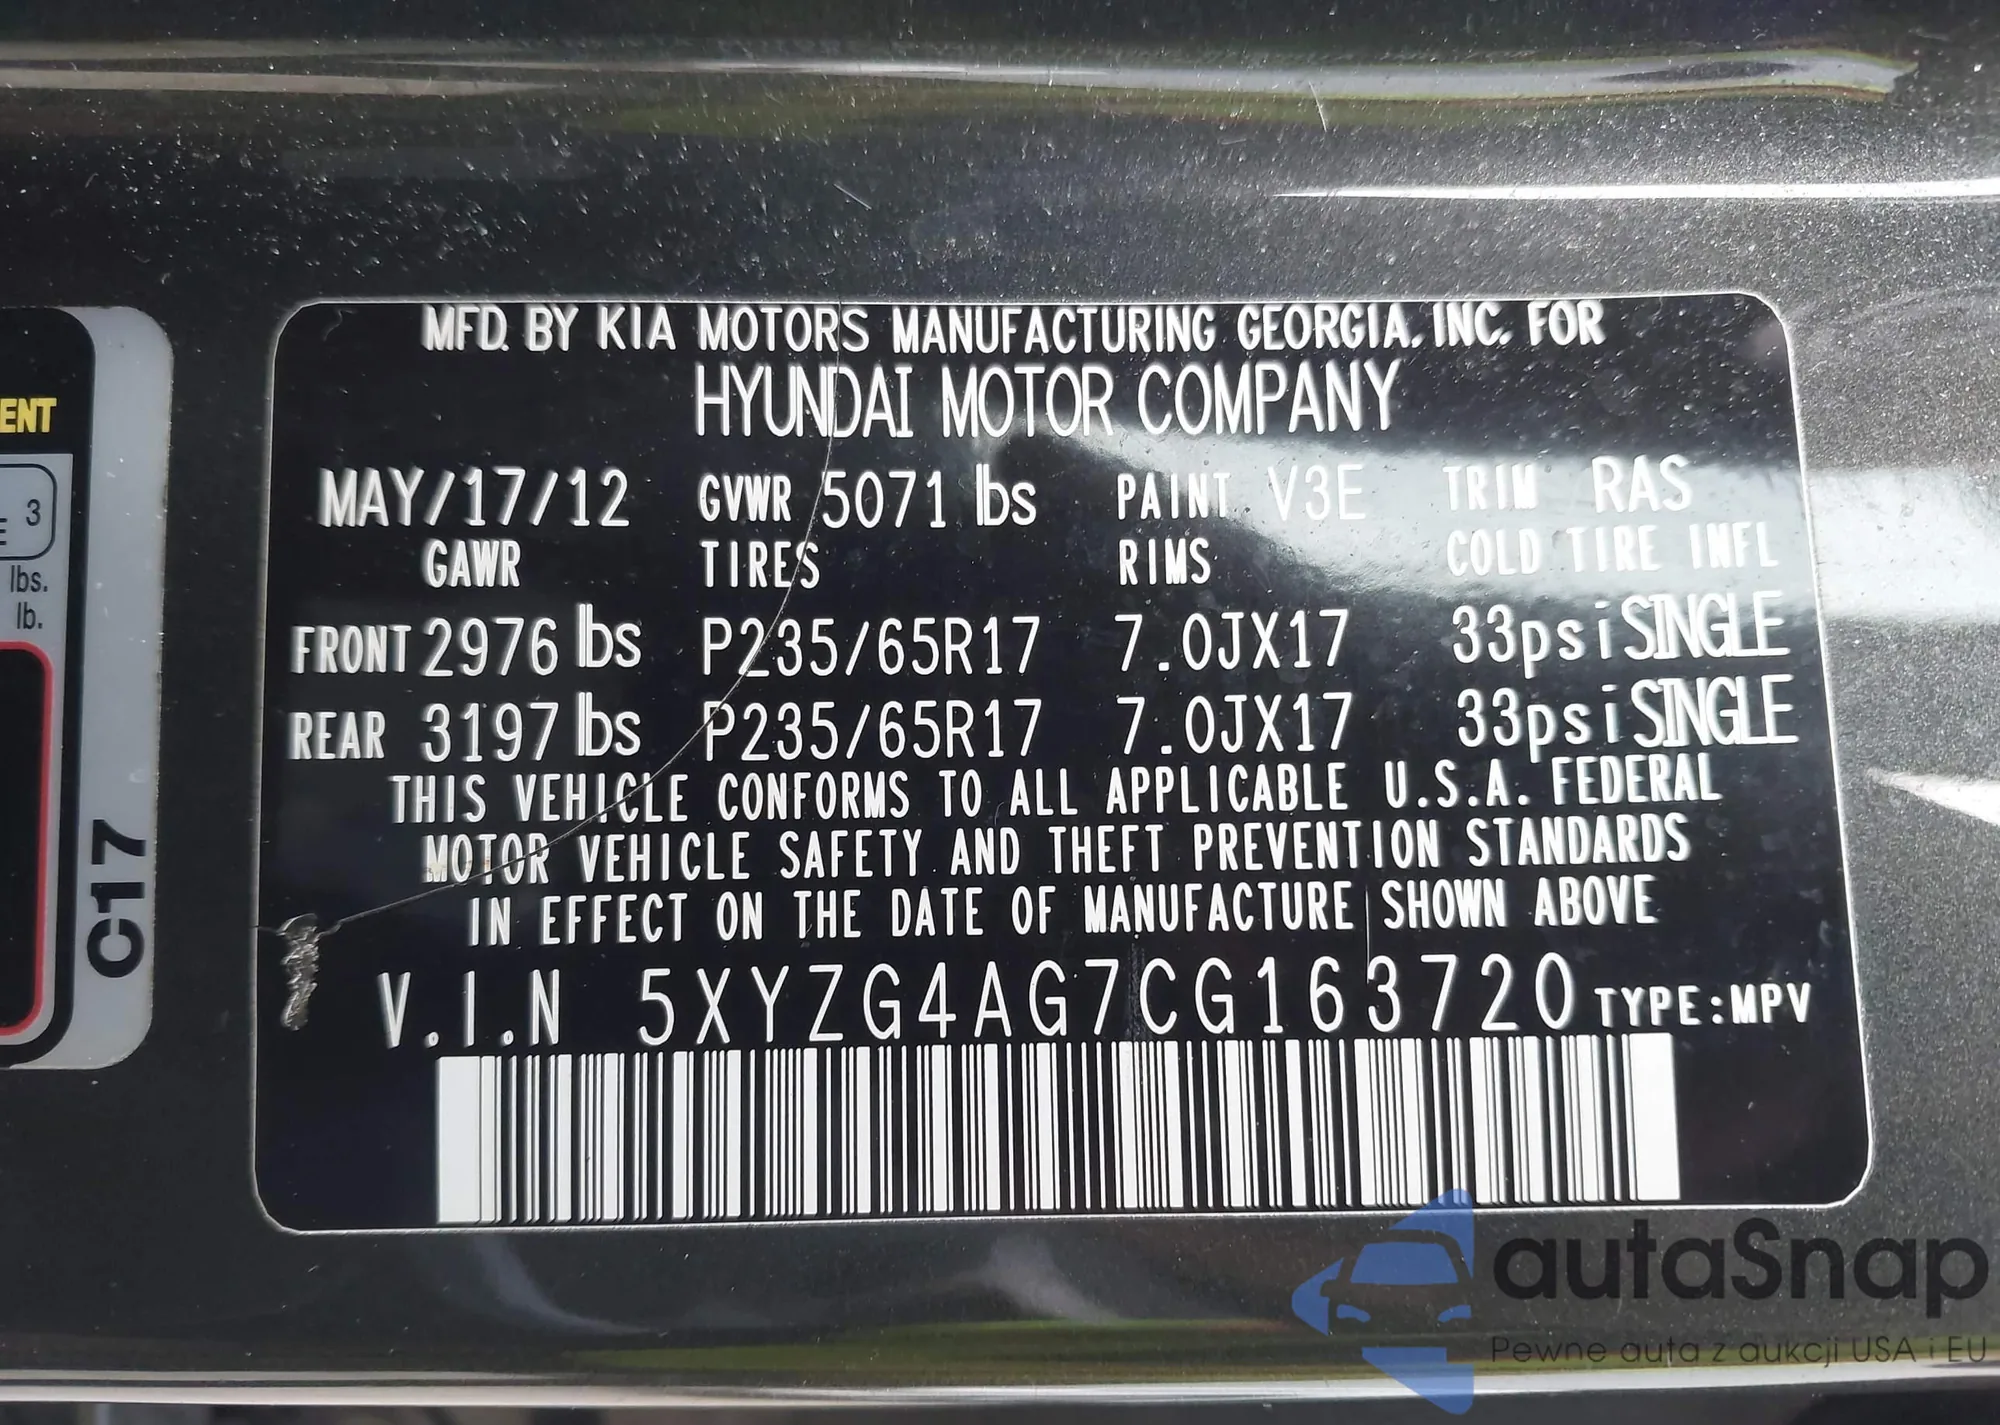 MFD. BY KIA MOTORS MANUFACTURING GEORGIA, INC. FOR
HYUNDAI MOTOR COMPANY
MAY/17/12 GVWR 5071 lbs PAINT V3E TRIM RAS
GAWR TIRES RIMS COLD TIRE INFL
FRONT 2976 lbs P235/65R17 7.0JX17 33psi SINGLE
REAR 3197 lbs P235/65R17 7.0JX17 33psi SINGLE
THIS VEHICLE CONFORMS TO ALL APPLICABLE U.S.A. FEDERAL
MOTOR VEHICLE SAFETY AND THEFT PREVENTION STANDARDS
IN EFFECT ON THE DATE OF MANUFACTURE SHOWN ABOVE
V.I.N 5XYZG4AG7CG163720 TYPE:MPV
ENT
3
E
lbs.
lb.
C17
autaSnap
Pewne auta z aukcji USA i EU